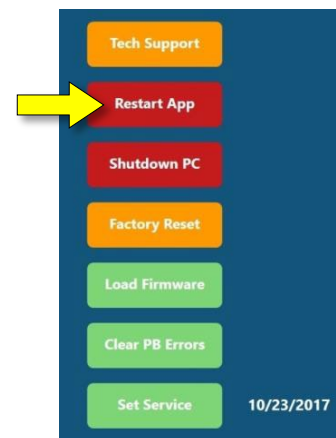 Tech Support
Restart App
Shutdown PC
Factory Reset
Load Firmware
Clear PB Errors
Set Service 10/23/2017